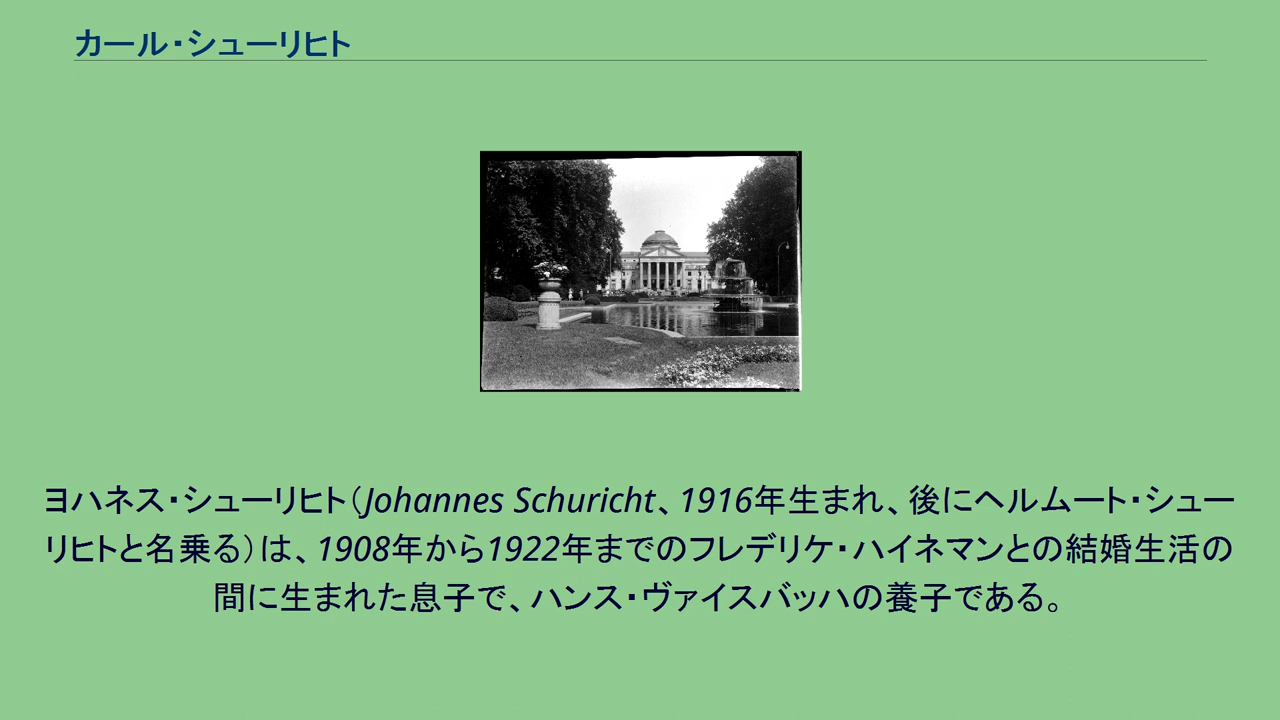 カール・シューリヒト
ヨハネス・シューリヒト（Johannes Schuricht、1916年生まれ、後にヘルムート・シュー
リヒトと名乗る）は、1908年から1922年までのフレデリケ・ハイネマンとの結婚生活の
間に生まれた息子で、ハンス・ヴァイスバッハの養子である。